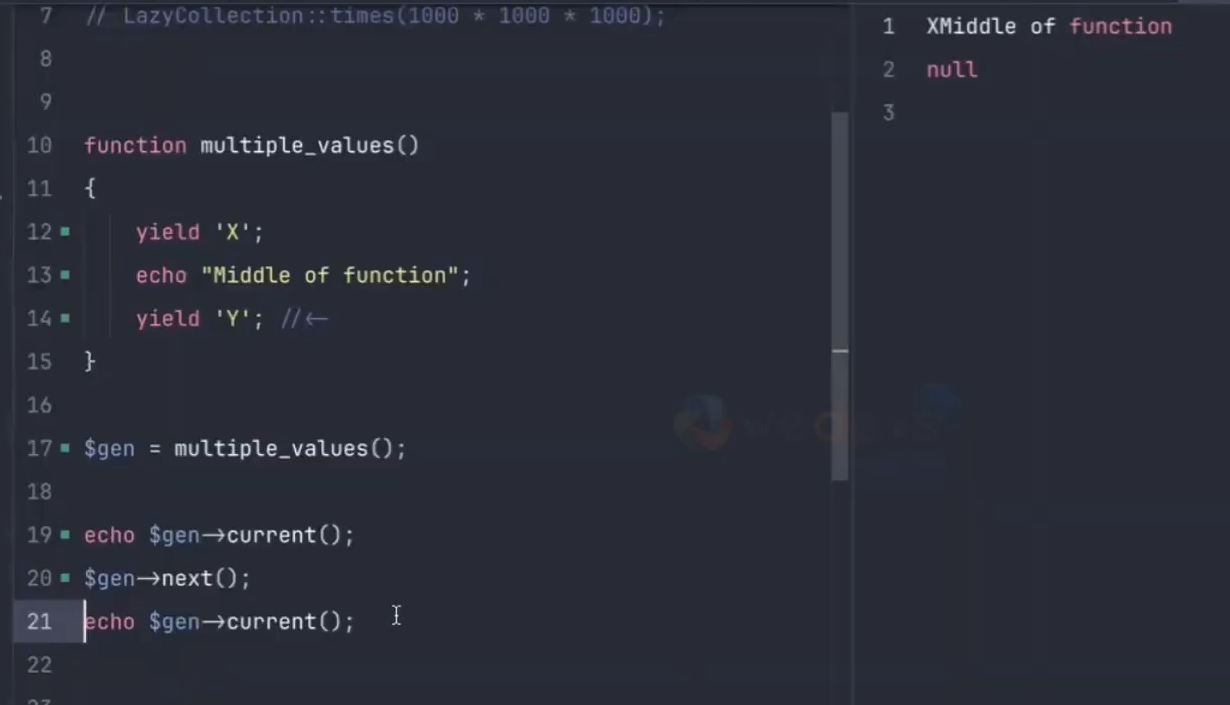 7 // LazyCollection::times(1000 * 1000 * 1000);
8
9
10 function multiple_values()
11 {
12 yield 'X';
13 echo "Middle of function";
14 yield 'Y'; //<-
15 }
16
17 $gen = multiple_values();
18
19 echo $gen->current();
20 $gen->next();
21 echo $gen->current();
22
23
1 XMiddle of function
2 null
3